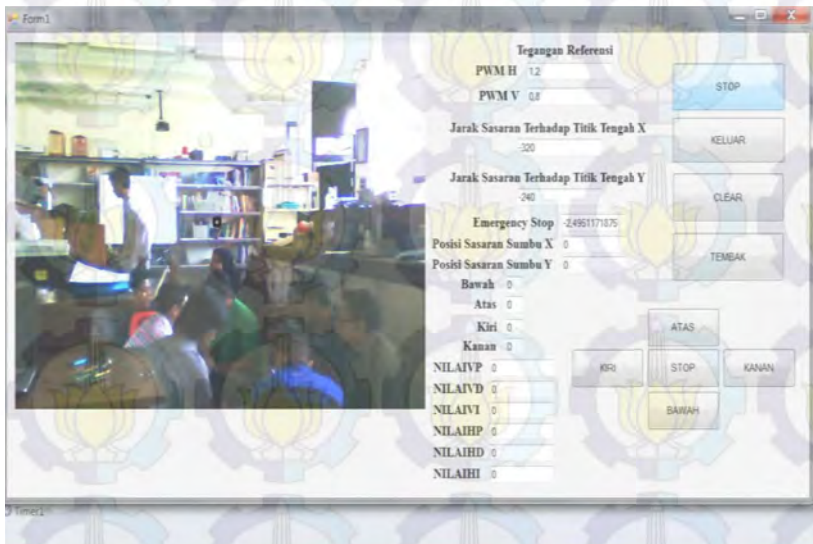 Form1
Tegangan Referensi
PWM H 1.2
PWM V 0.8
STOP
Jarak Sasaran Terhadap Titik Tengah X
-320
KELUAR
Jarak Sasaran Terhadap Titik Tengah Y
-240
CLEAR
Emergency Stop -2,4951171875
Posisi Sasaran Sumbu X 0
Posisi Sasaran Sumbu Y 0
TEMBAK
Bawah 0
Atas 0
Kiri 0
Kanan 0
ATAS
KIRI STOP KANAN
BAWAH
NILAIVP 0
NILAIVD 0
NILAIVI 0
NILAIHP 0
NILAIHD 0
NILAIHI 0
Timer1